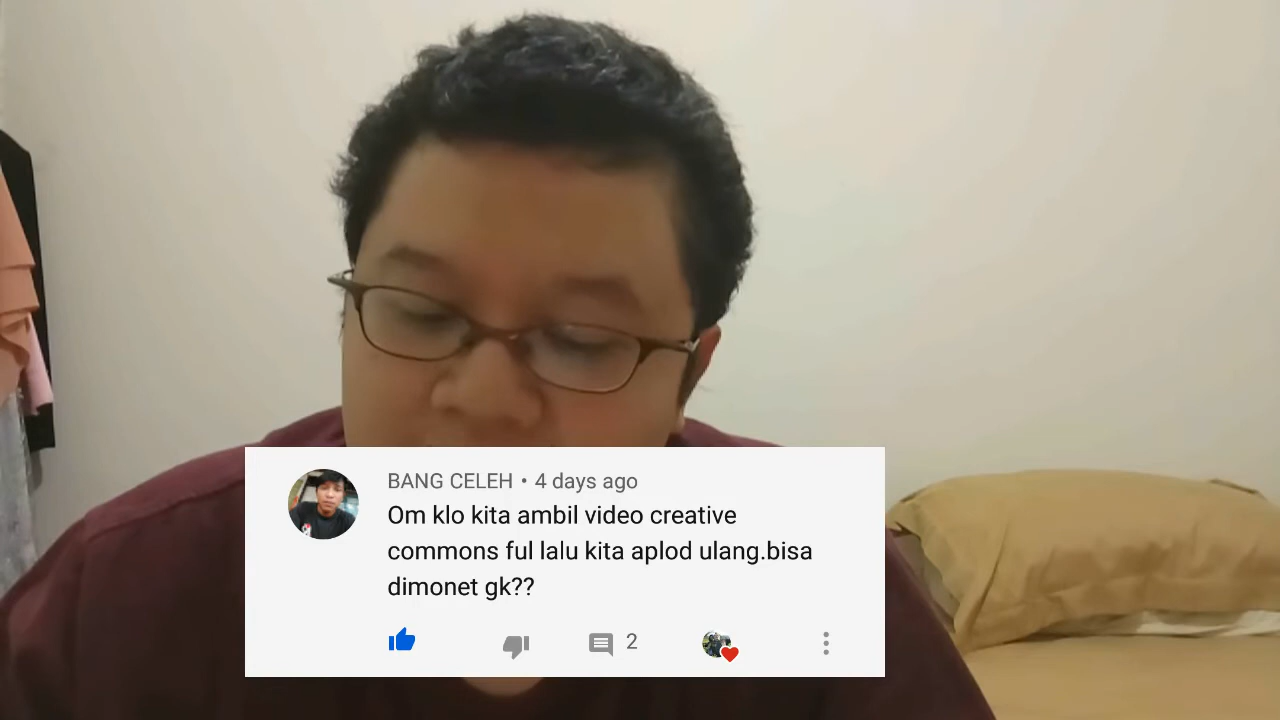 BANG CELEH • 4 days ago
Om klo kita ambil video creative
commons ful lalu kita aplod ulang.bisa
dimonet gk??
2